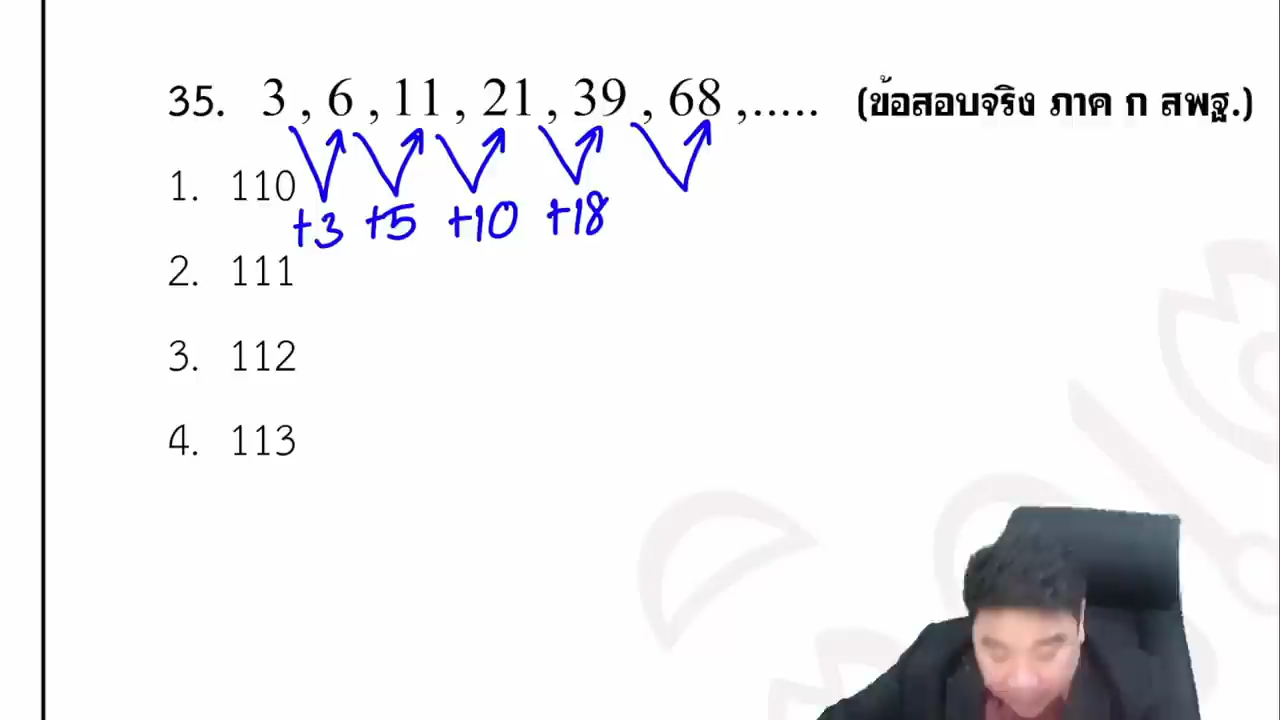 35. 3 , 6 , 11 , 21 , 39 , 68 ,..... (ข้อสอบจริง ภาค ก สพฐ.)
+3 +5 +10 +18
1. 110
2. 111
3. 112
4. 113